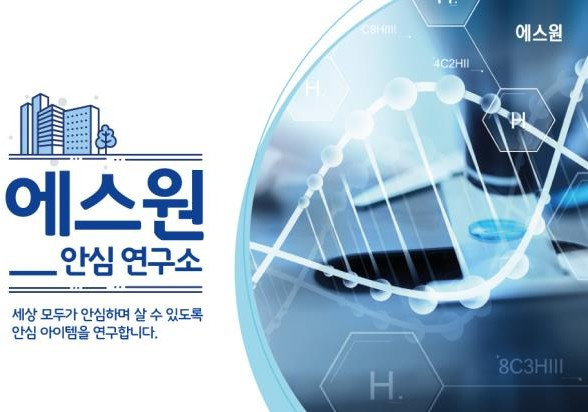 에스원
안심 연구소
세상 모두가 안심하며 살 수 있도록
안심 아이템을 연구합니다.
에스원
C8HIIII
4C2HII
H.
H.
8C3HIII
H.